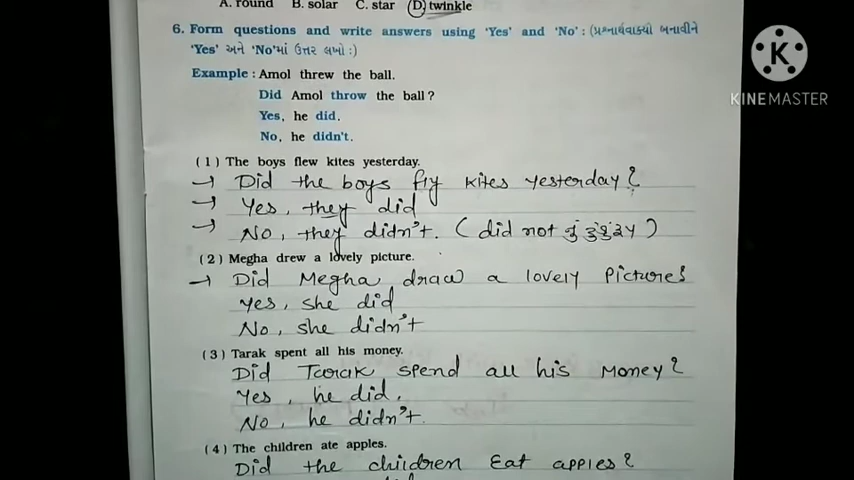 A. round B. solar C. star D. twinkle
6. Form questions and write answers using 'Yes' and 'No' : (પ્રશ્નાર્થવાક્યો બનાવીને
'Yes' અને 'No'માં ઉત્તર લખો :)
Example : Amol threw the ball.
Did Amol throw the ball ?
Yes, he did.
No, he didn't.
(1) The boys flew kites yesterday.
→ Did the boys fly kites yesterday?
→ Yes, they did
→ No, they didn't. (did not નું ટુંકુંરૂપ)
(2) Megha drew a lovely picture.
→ Did Megha draw a lovely Picture?
Yes, she did
No, she didn't
(3) Tarak spent all his money.
Did Tarak spend all his money?
Yes, he did.
No, he didn't.
(4) The children ate apples.
Did the children Eat apples?
KINEMASTER